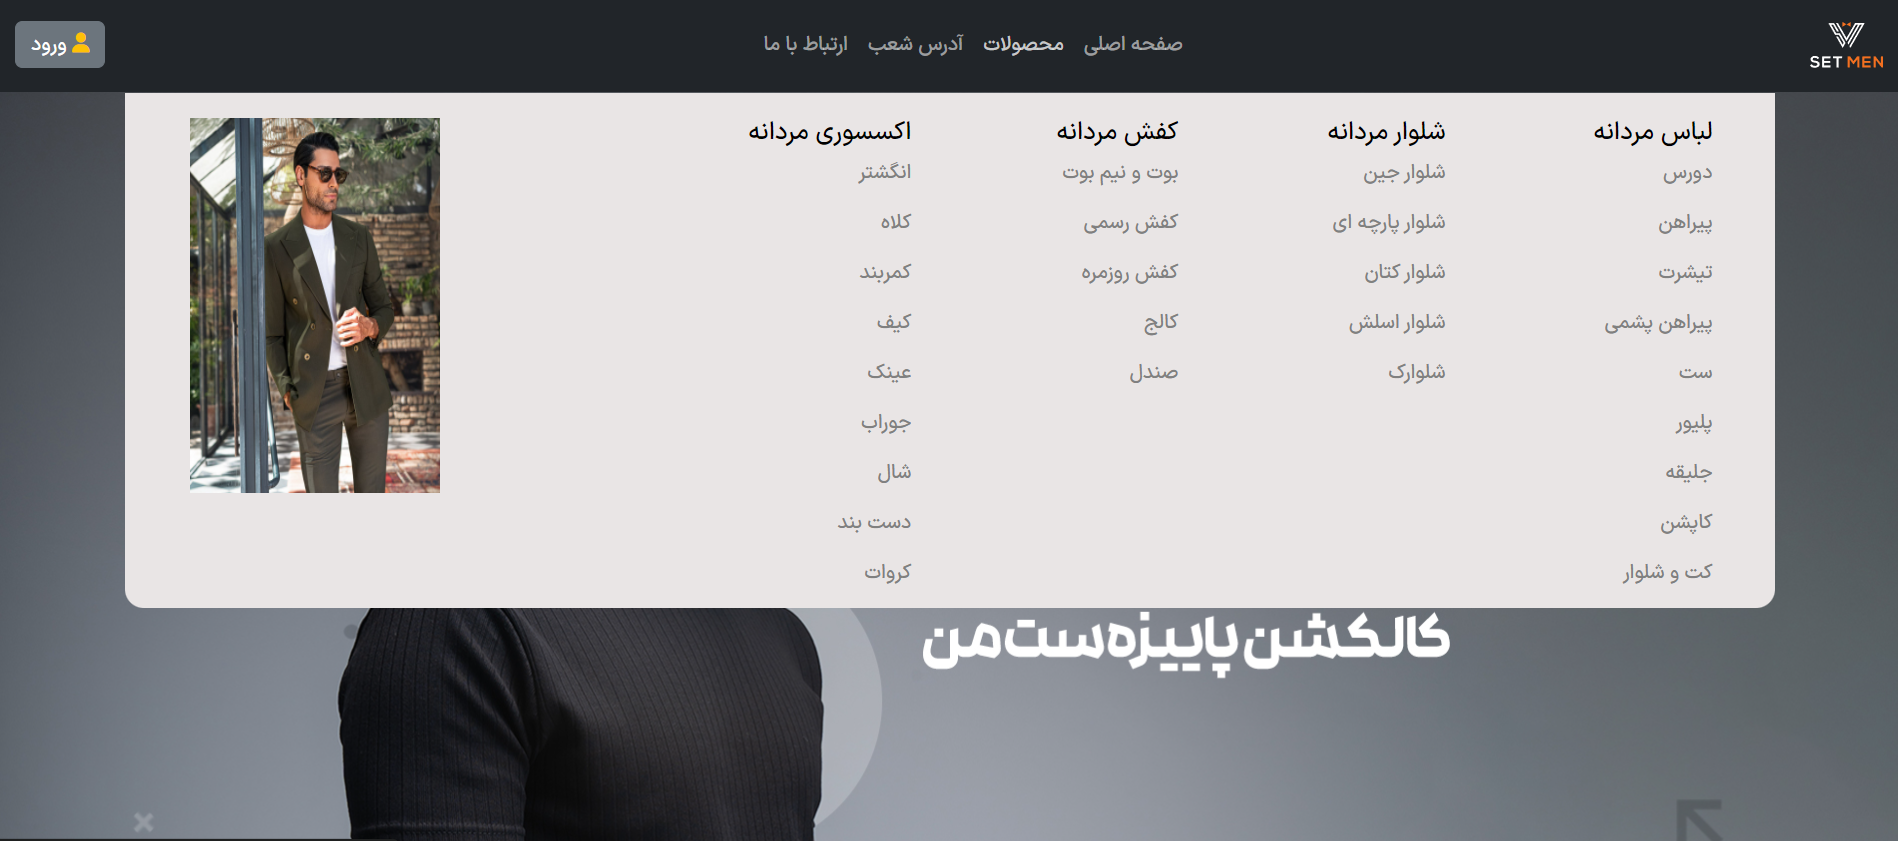 SET MEN
صفحه اصلی
محصولات
آدرس شعب
ارتباط با ما
ورود
لباس مردانه
دورس
پیراهن
تیشرت
پیراهن پشمی
ست
پلیور
جلیقه
کاپشن
کت و شلوار
شلوار مردانه
شلوار جین
شلوار پارچه ای
شلوار کتان
شلوار اسلش
شلوارک
کفش مردانه
بوت و نیم بوت
کفش رسمی
کفش روزمره
کالج
صندل
اکسسوری مردانه
انگشتر
کلاه
کمربند
کیف
عینک
جوراب
شال
دست بند
کروات
کالکشن پاییزه ست من